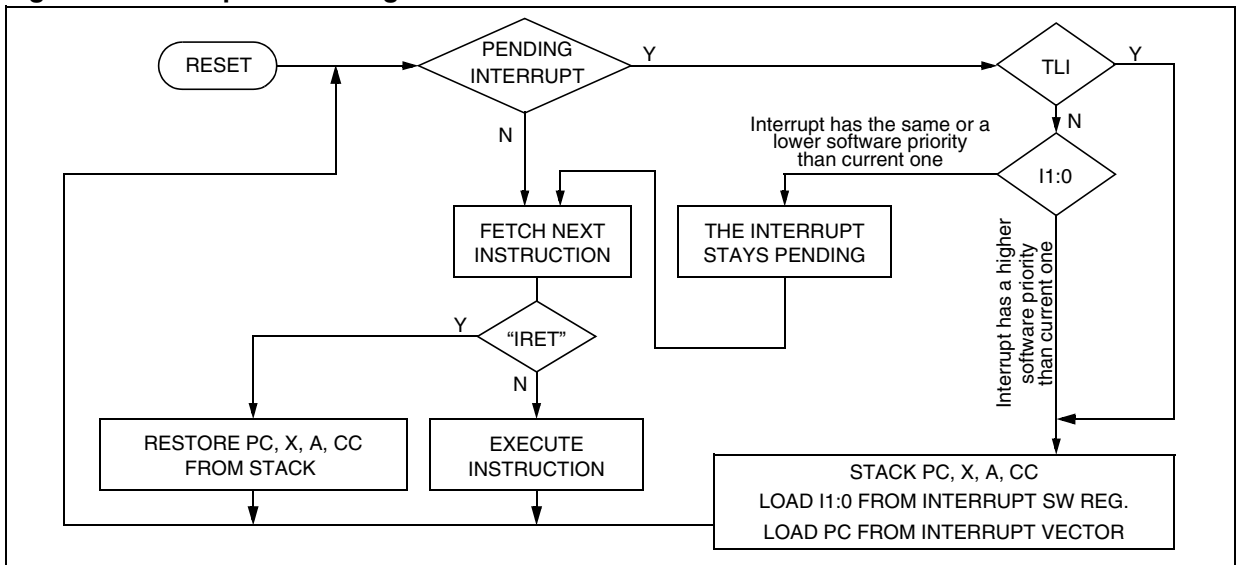 RESET
PENDING
INTERRUPT
Y
TLI
Y
N
N
Interrupt has the same or a
lower software priority
than current one
I1:0
FETCH NEXT
INSTRUCTION
THE INTERRUPT
STAYS PENDING
Interrupt has a higher
software priority
than current one
Y
“IRET”
N
RESTORE PC, X, A, CC
FROM STACK
EXECUTE
INSTRUCTION
STACK PC, X, A, CC
LOAD I1:0 FROM INTERRUPT SW REG.
LOAD PC FROM INTERRUPT VECTOR